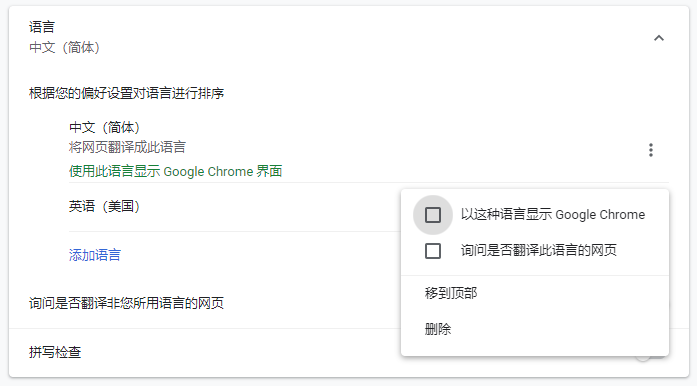 语言
中文（简体）
根据您的偏好设置对语言进行排序
中文（简体）
将网页翻译成此语言
使用此语言显示 Google Chrome 界面
英语（美国）
以这种语言显示 Google Chrome
询问是否翻译此语言的网页
添加语言
移到顶部
询问是否翻译非您所用语言的网页
删除
拼写检查